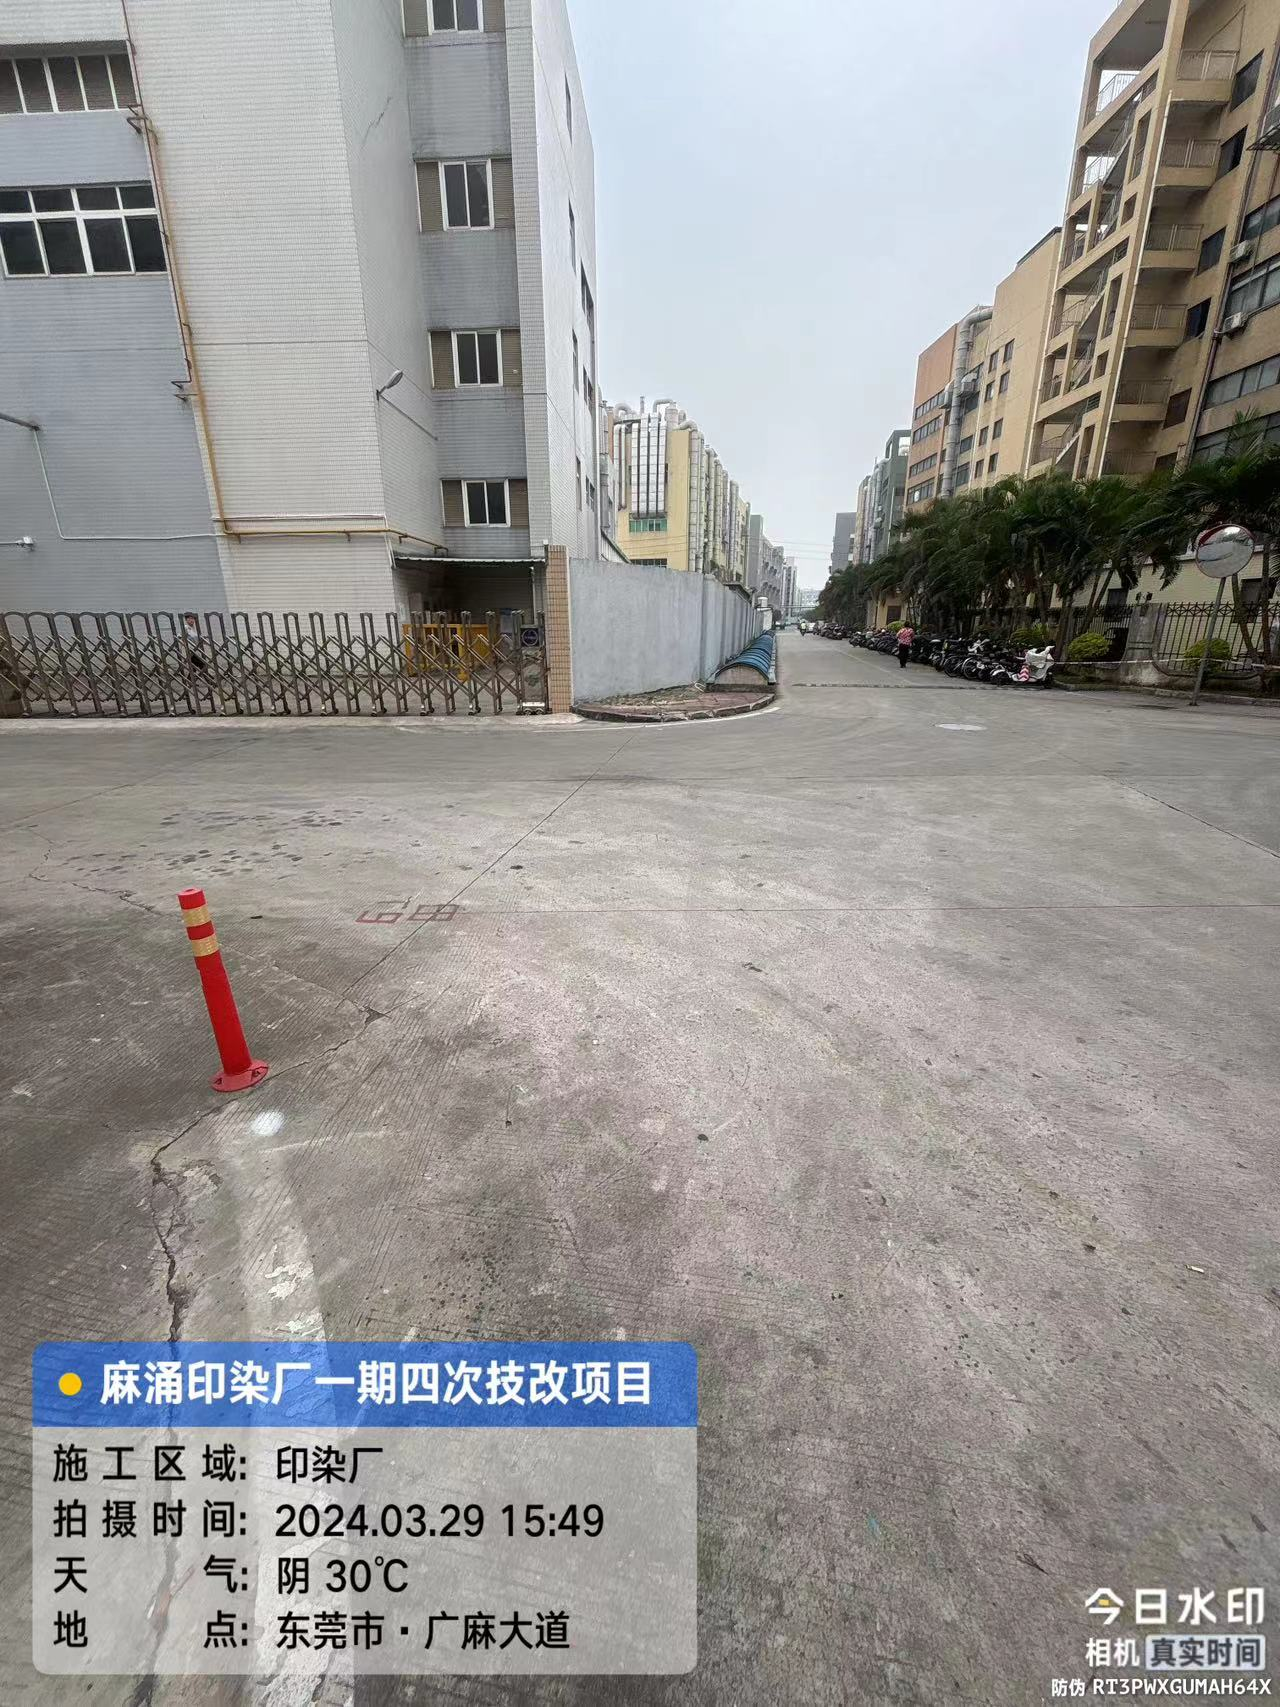 麻涌印染厂一期四次技改项目
施工区域: 印染厂
拍摄时间: 2024.03.29 15:49
天气: 阴 30℃
地点: 东莞市·广麻大道
今日水印
相机 真实时间
防伪 RT3PWXGUMAH64X